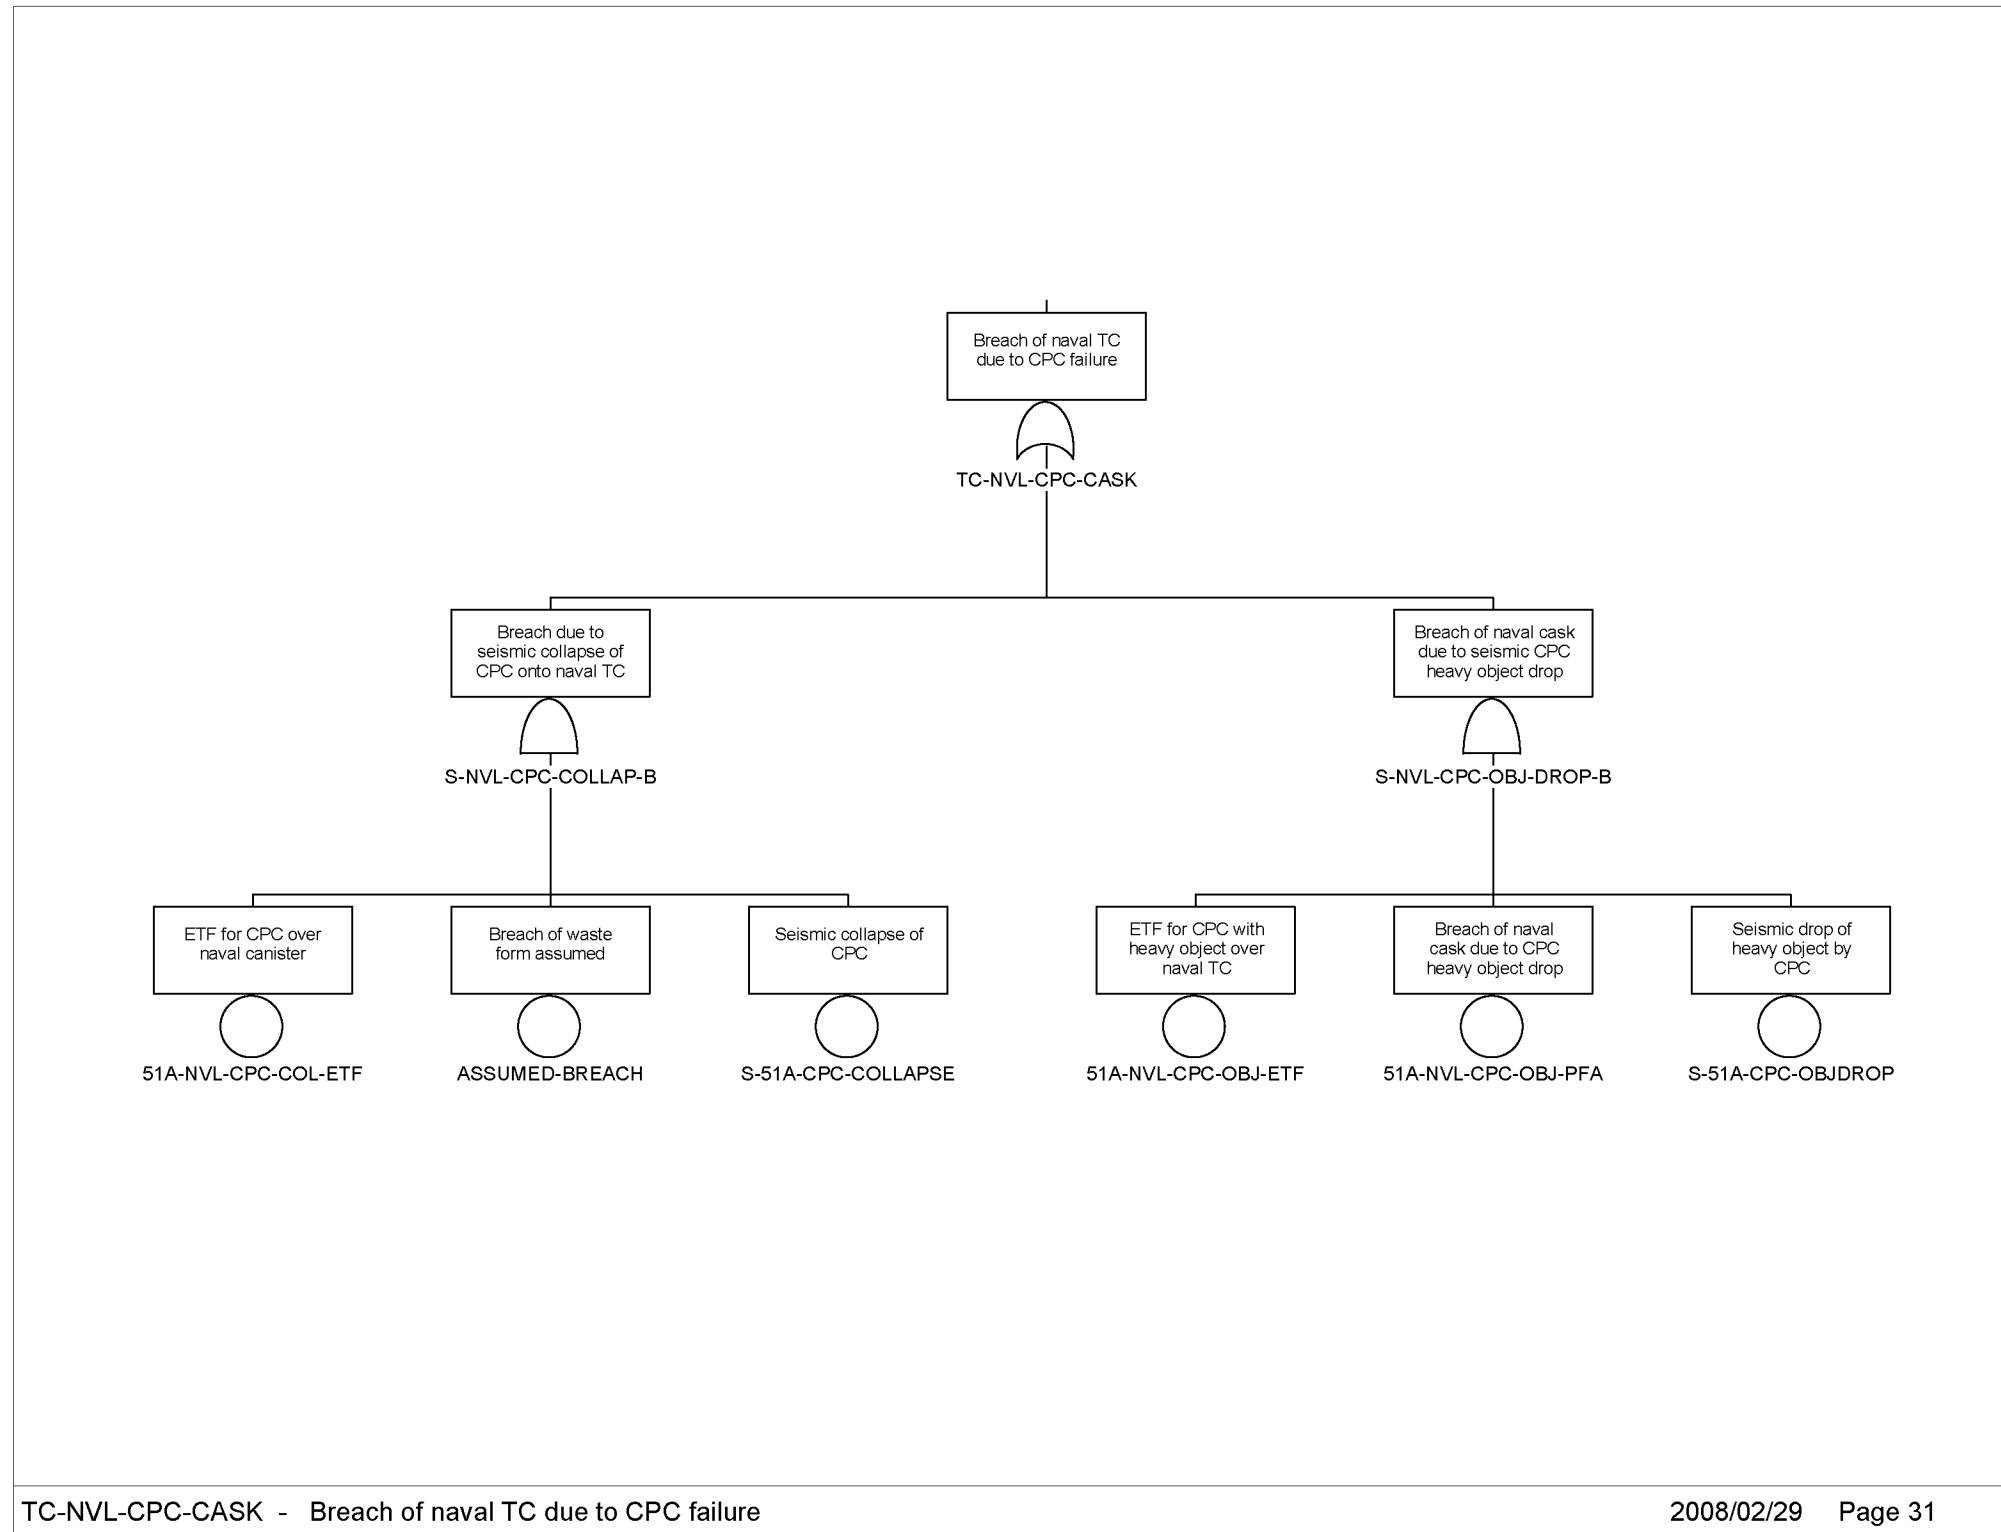 Breach of naval TC
due to CPC failure
TC-NVL-CPC-CASK
Breach due to
seismic collapse of
CPC onto naval TC
S-NVL-CPC-COLLAP-B
Breach of naval cask
due to seismic CPC
heavy object drop
S-NVL-CPC-OBJ-DROP-B
ETF for CPC over
naval canister
51A-NVL-CPC-COL-ETF
Breach of waste
form assumed
ASSUMED-BREACH
Seismic collapse of
CPC
S-51A-CPC-COLLAPSE
ETF for CPC with
heavy object over
naval TC
51A-NVL-CPC-OBJ-ETF
Breach of naval
cask due to CPC
heavy object drop
51A-NVL-CPC-OBJ-PFA
Seismic drop of
heavy object by
CPC
S-51A-CPC-OBJDROP
TC-NVL-CPC-CASK - Breach of naval TC due to CPC failure
2008/02/29 Page 31